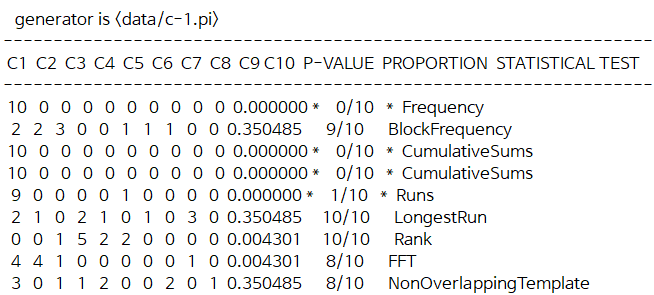 generator is ⟨data/c-1.pi⟩
--------------------------------------------------------------------
C1 C2 C3 C4 C5 C6 C7 C8 C9 C10 P-VALUE PROPORTION STATISTICAL TEST
--------------------------------------------------------------------
10 0 0 0 0 0 0 0 0 0 0.000000 * 0/10 * Frequency
2 2 3 0 0 1 1 1 0 0 0.350485 9/10 BlockFrequency
10 0 0 0 0 0 0 0 0 0 0.000000 * 0/10 * CumulativeSums
10 0 0 0 0 0 0 0 0 0 0.000000 * 0/10 * CumulativeSums
9 0 0 0 0 1 0 0 0 0 0.000000 * 1/10 * Runs
2 1 0 2 1 0 1 0 3 0 0.350485 10/10 LongestRun
0 0 1 5 2 2 0 0 0 0 0.004301 10/10 Rank
4 4 1 0 0 0 0 0 1 0 0.004301 8/10 FFT
3 0 1 1 2 0 0 2 0 1 0.350485 8/10 NonOverlappingTemplate